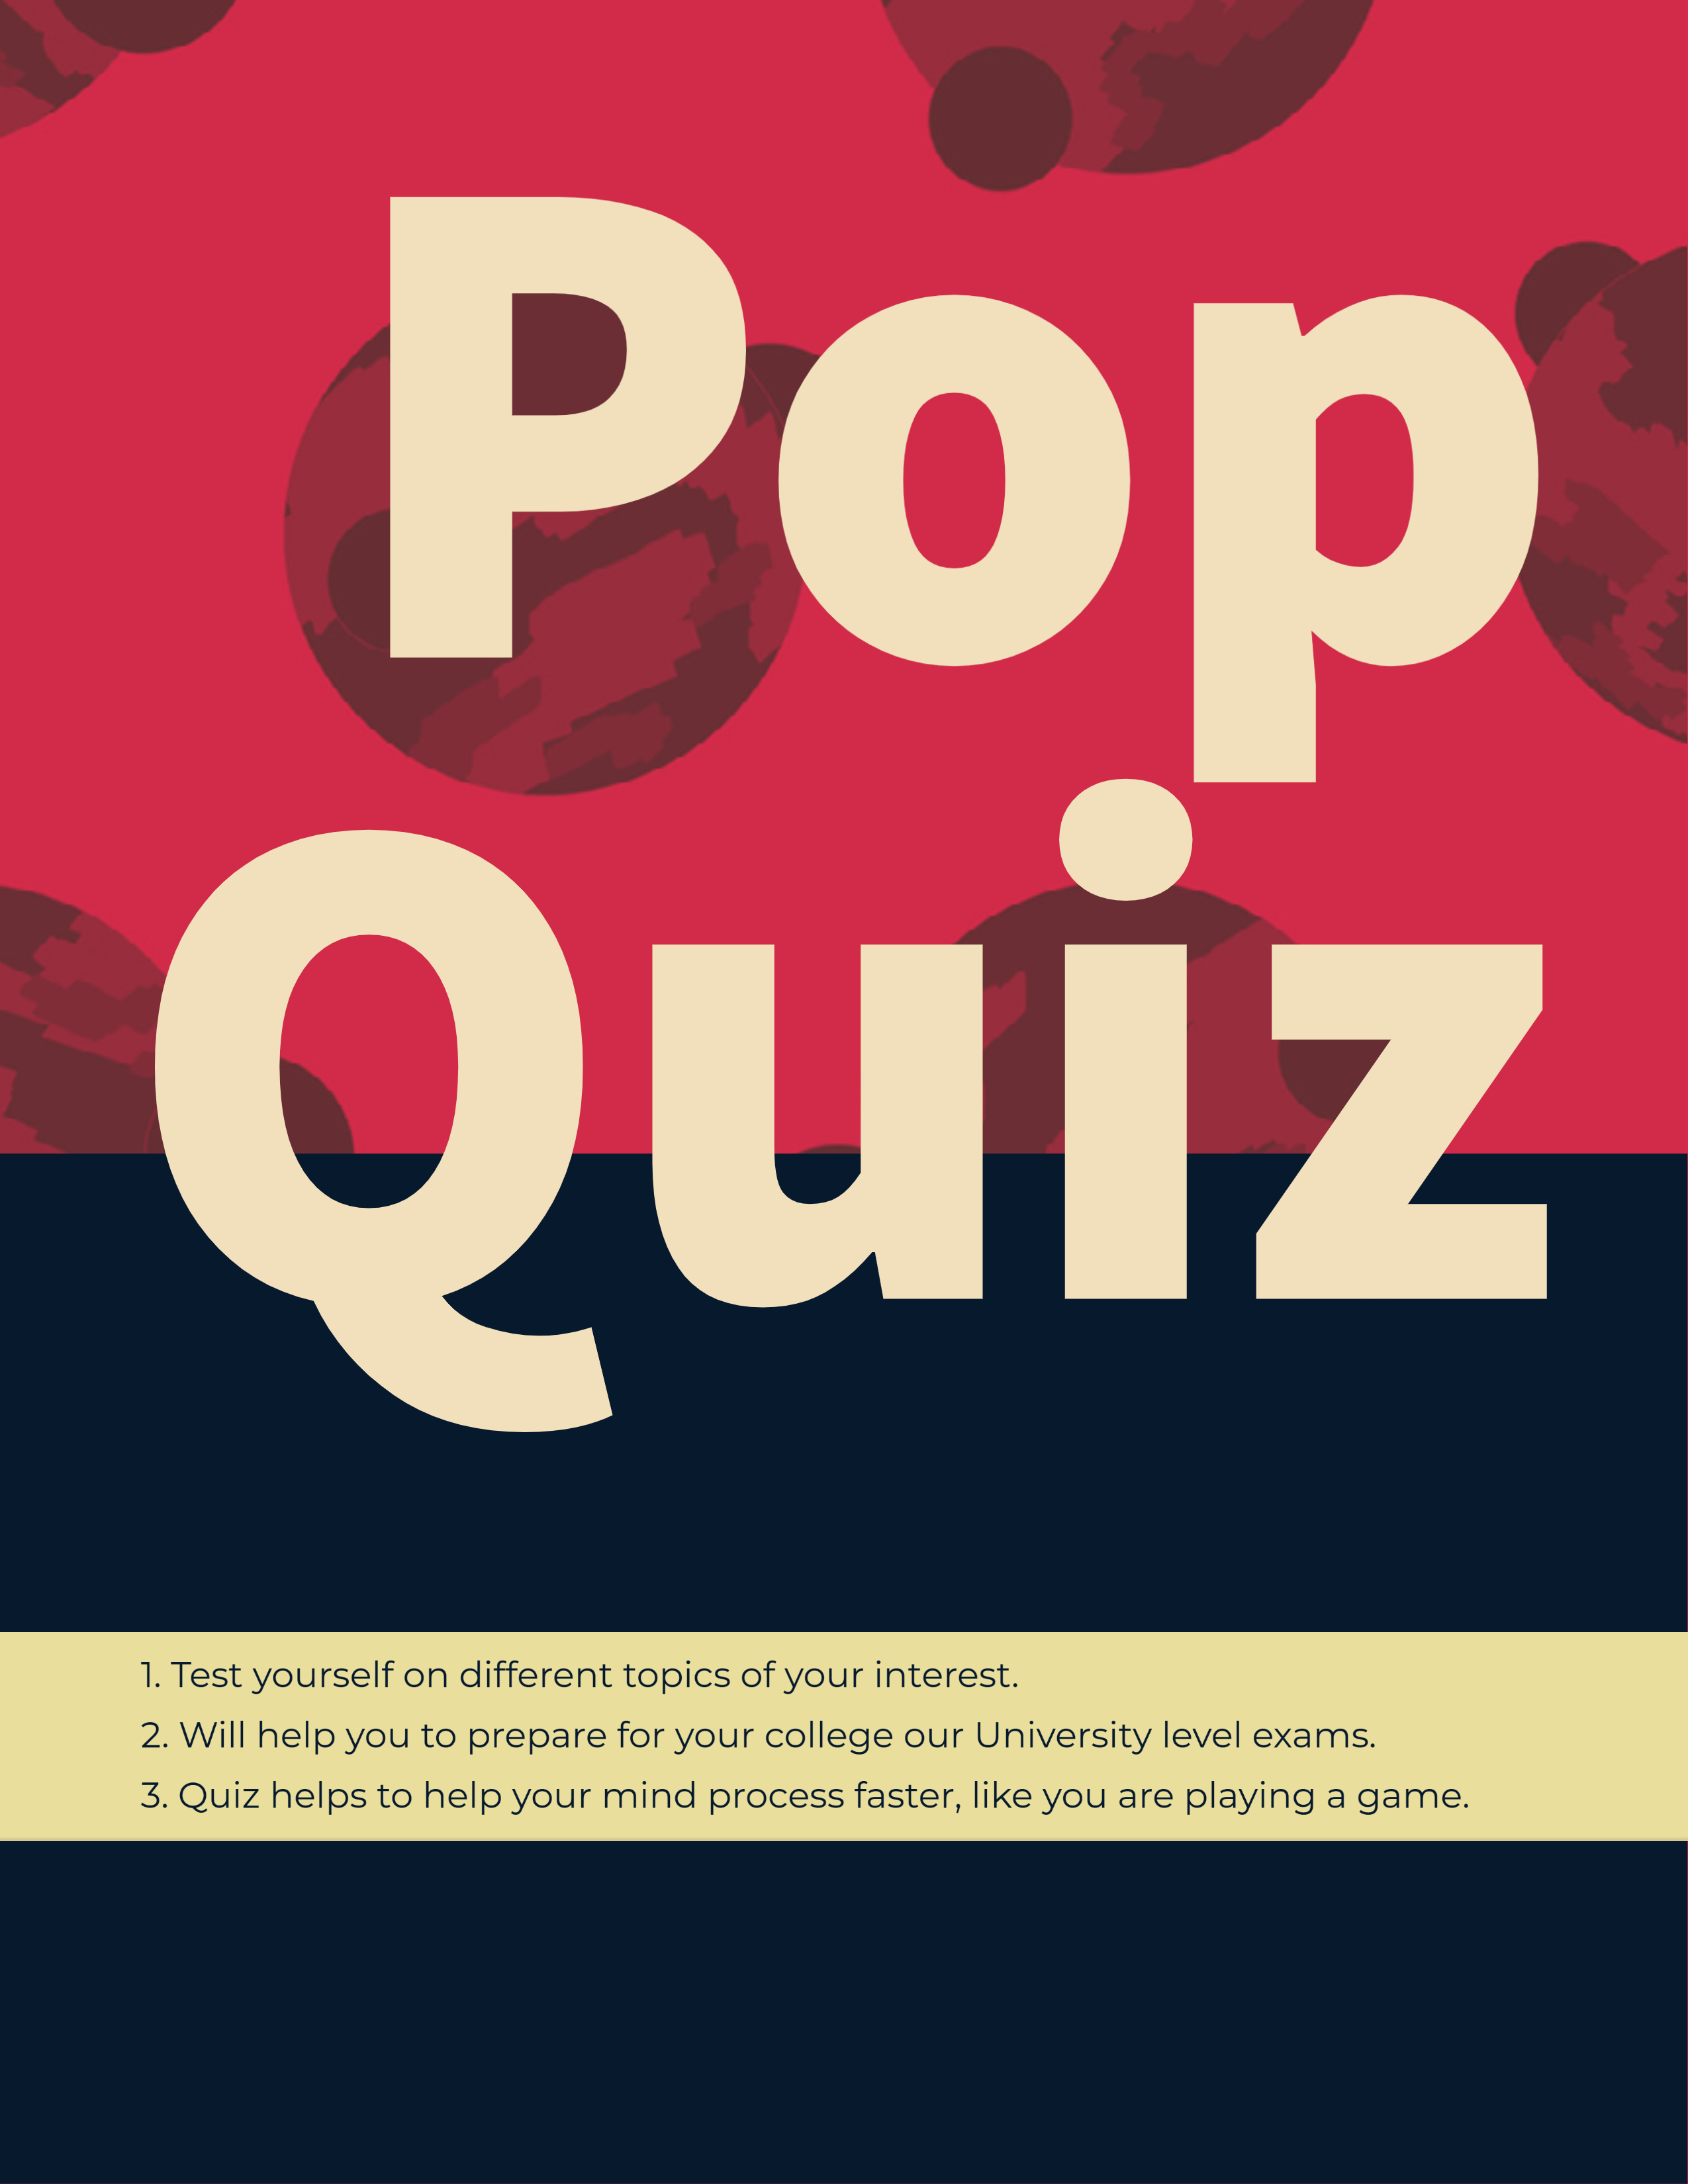 Pop
Quiz
1. Test yourself on different topics of your interest.
2. Will help you to prepare for your college our University level exams.
3. Quiz helps to help your mind process faster, like you are playing a game.